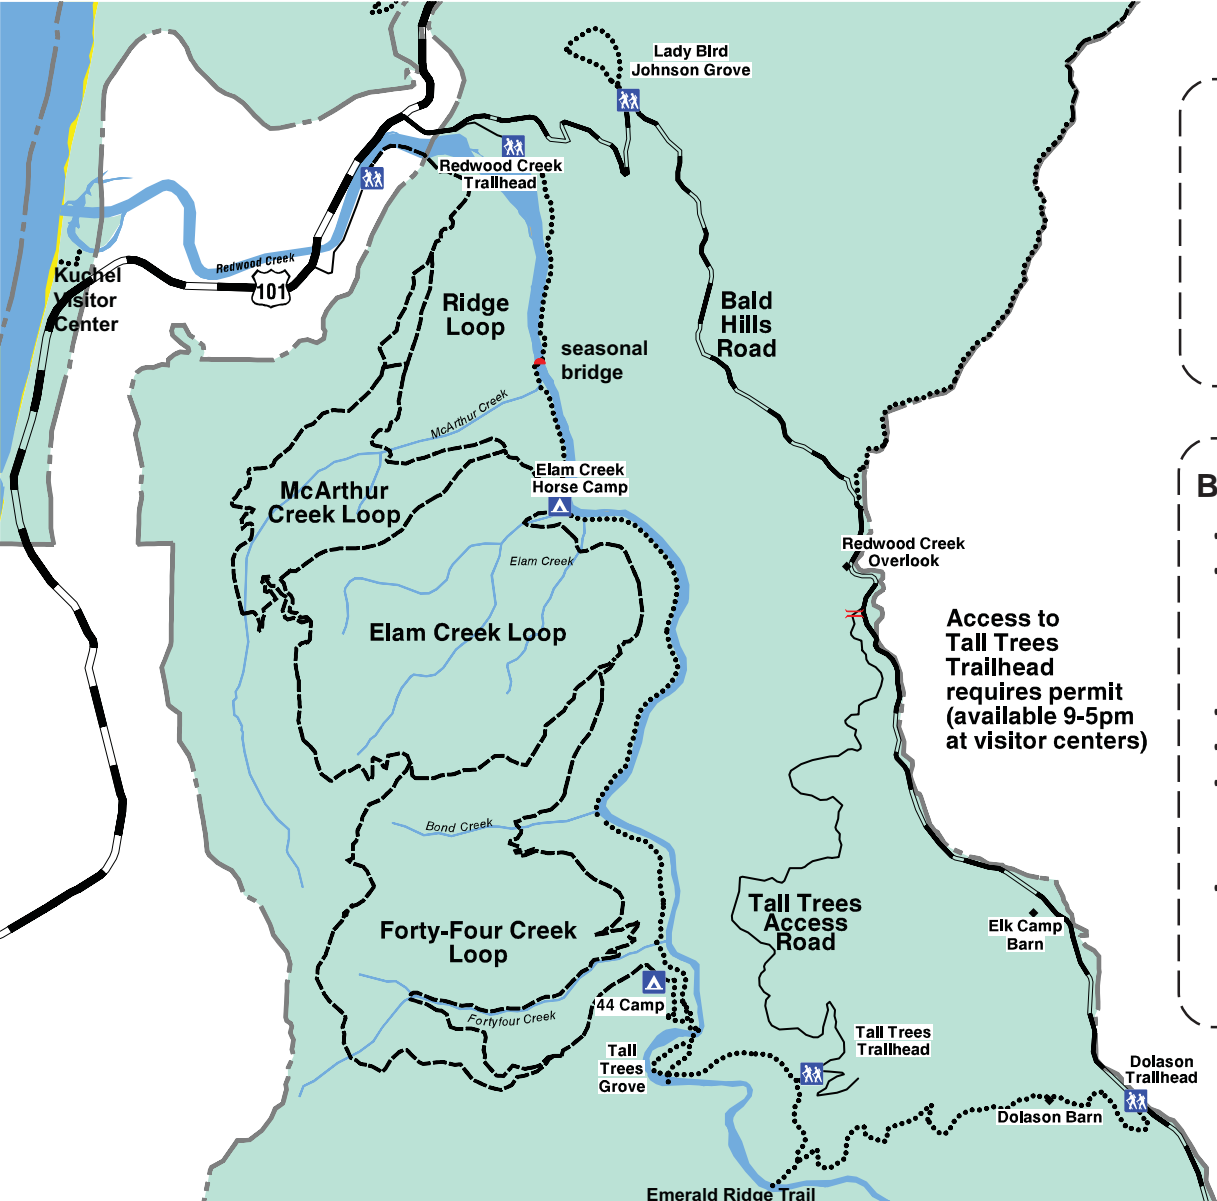 Lady BIrd
Johnson Grove
Redwood Creek
Trailhead
Redwood Creek
101
Kuchel
Visitor
Center
Ridge
Loop
Bald
Hills
Road
seasonal
bridge
McArthur Creek
McArthur
Creek Loop
Elam Creek
Horse Camp
B
Elam Creek
Redwood Creek
Overlook
Elam Creek Loop
Access to
Tall Trees
Trailhead
requires permit
(available 9-5pm
at visitor centers)
Bond Creek
Tall Trees
Access
Road
Forty-Four Creek
Loop
Elk Camp
Barn
44 Camp
Fortyfour Creek
Tall Trees
Trallhead
Tall
Trees
Grove
Dolason
Trailhead
Dolason Barn
Emerald Ridge Trail